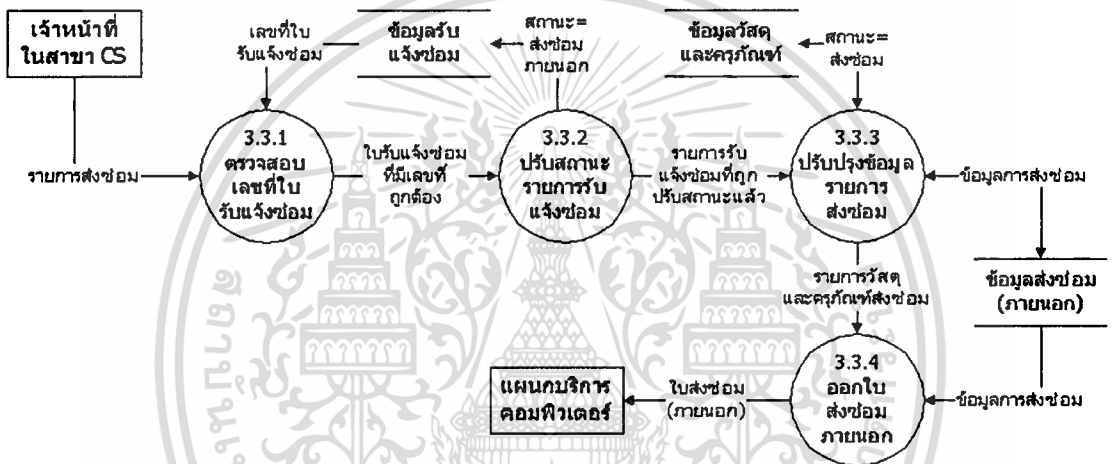 เจ้าหน้าที่
ในสาขา CS
เลขที่ใบ
รับแจ้งซ่อม
ข้อมูลรับ
แจ้งซ่อม
สถานะ=
ส่งซ่อม
ภายนอก
ข้อมูลวัสดุ
และครุภัณฑ์
สถานะ=
ส่งซ่อม
รายการส่งซ่อม
3.3.1
ตรวจสอบ
เลขที่ใบ
รับแจ้งซ่อม
ใบรับแจ้งซ่อม
ที่มีเลขที่
ถูกต้อง
3.3.2
ปรับสถานะ
รายการรับ
แจ้งซ่อม
รายการรับ
แจ้งซ่อมที่ถูก
ปรับสถานะแล้ว
3.3.3
ปรับปรุงข้อมูล
รายการ
ส่งซ่อม
ข้อมูลการส่งซ่อม
รายการวัสดุ
และครุภัณฑ์ส่งซ่อม
ข้อมูลส่งซ่อม
(ภายนอก)
แผนกบริการ
คอมพิวเตอร์
ใบส่งซ่อม
(ภายนอก)
3.3.4
ออกใบ
ส่งซ่อม
ภายนอก
ข้อมูลการส่งซ่อม